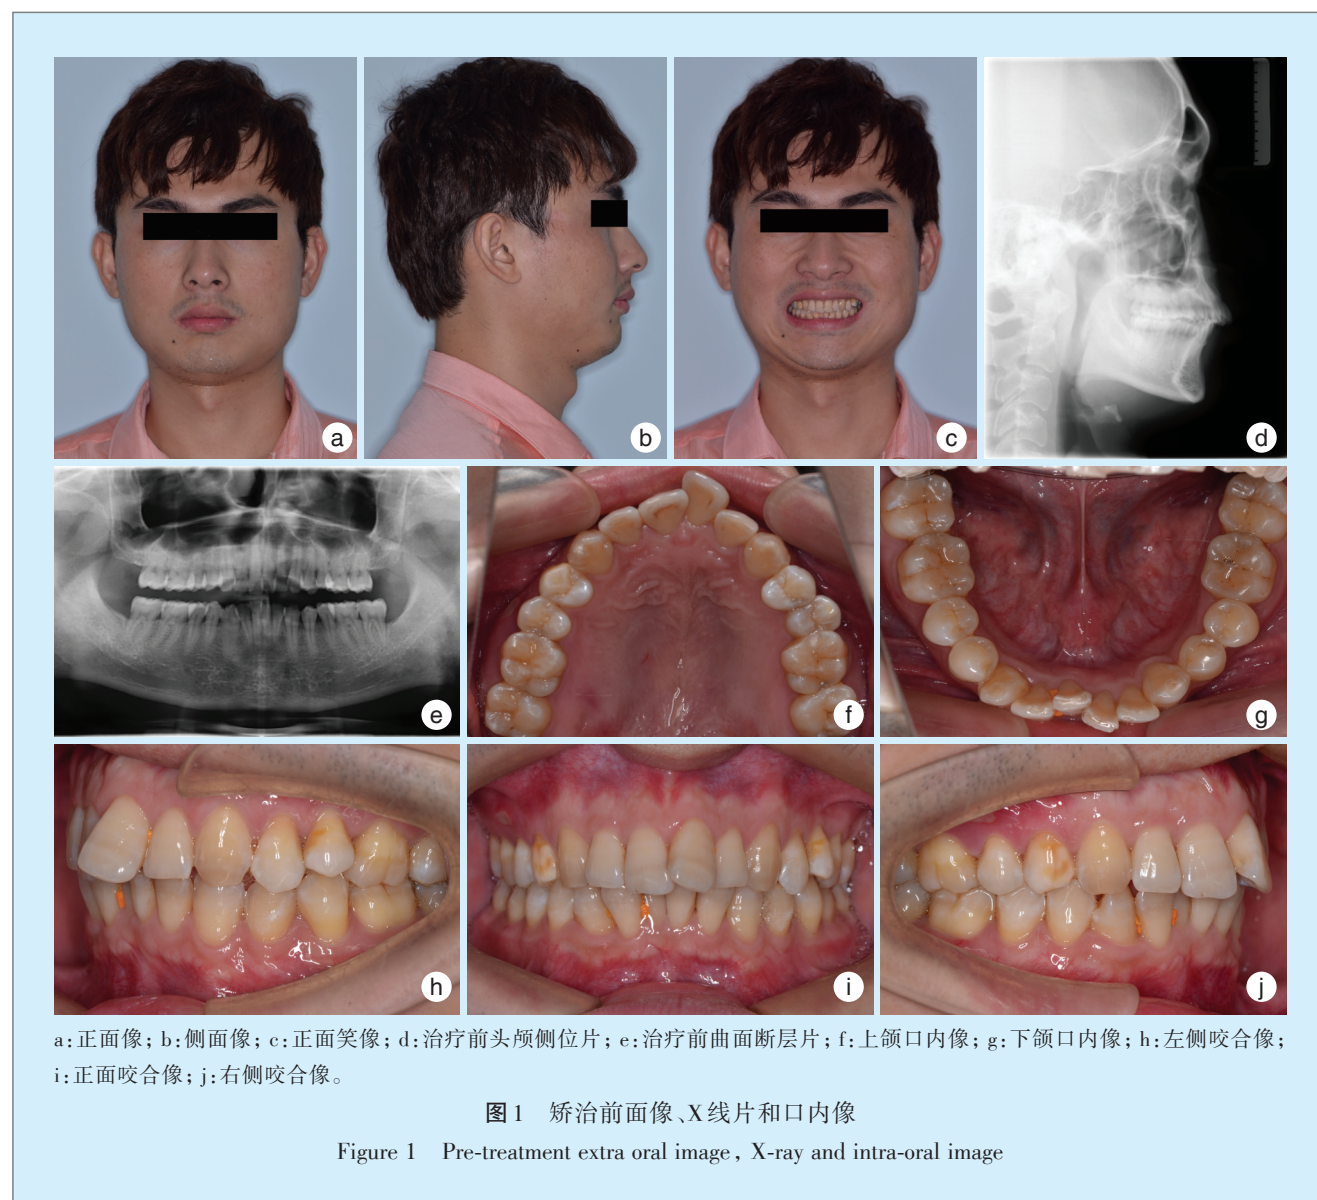 a
b
c
d
e
f
g
h
i
j
a:正面像; b:侧面像; c:正面笑像; d:治疗前头颅侧位片; e:治疗前曲面断层片; f:上颌口内像; g:下颌口内像; h:左侧咬合像;
i:正面咬合像; j:右侧咬合像。
图1 矫治前面像、X线片和口内像
Figure 1 Pre-treatment extra oral image, X-ray and intra-oral image